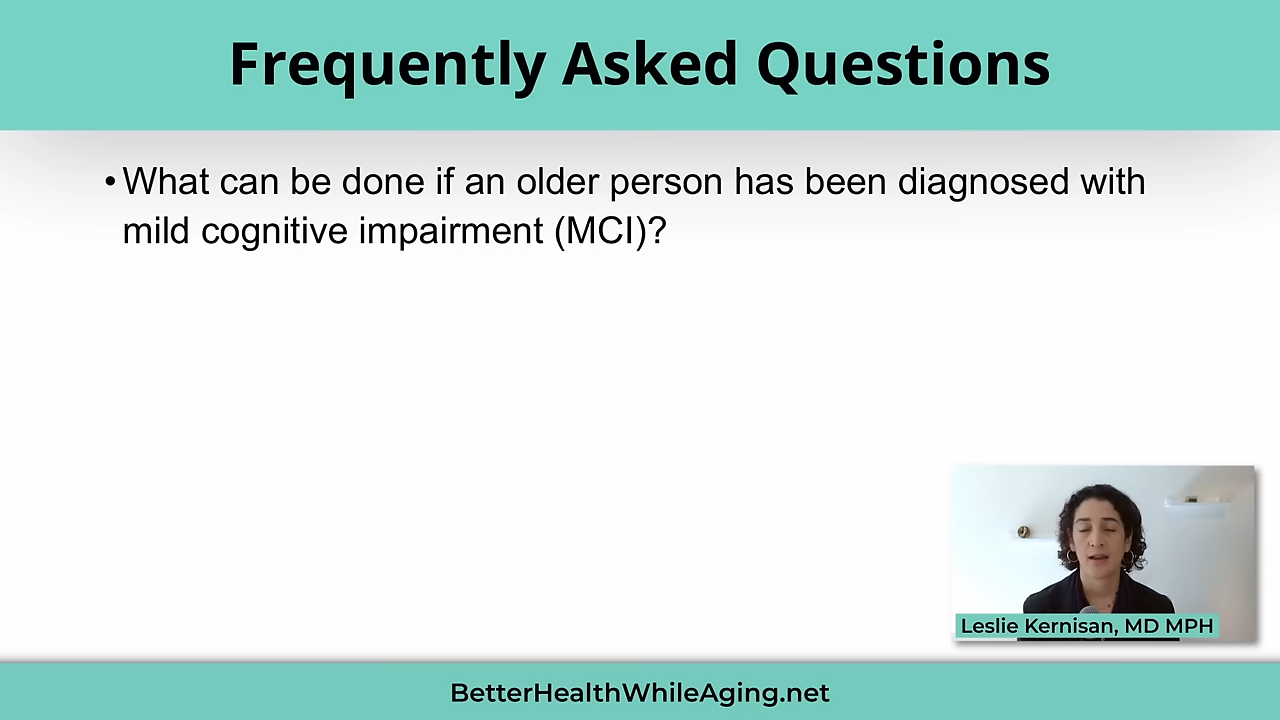 Frequently Asked Questions
• What can be done if an older person has been diagnosed with
mild cognitive impairment (MCI)?
Leslie Kernisan, MD MPH
BetterHealthWhileAging.net